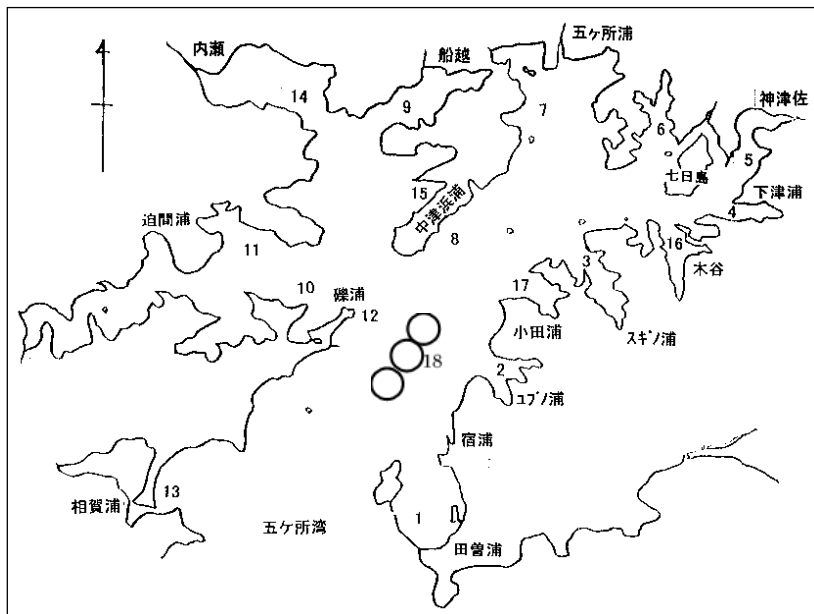 五ヶ所浦
内瀬
船越
14
9
7
神津佐
6
5
七日島
15
中津浜浦
下津浦
4
迫間浦
11
8
16
木谷
3
10
礫浦
17
12
小田浦
スギノ浦
18
2
ユブノ浦
宿浦
相賀浦
13
五ケ所湾
1
田曽浦